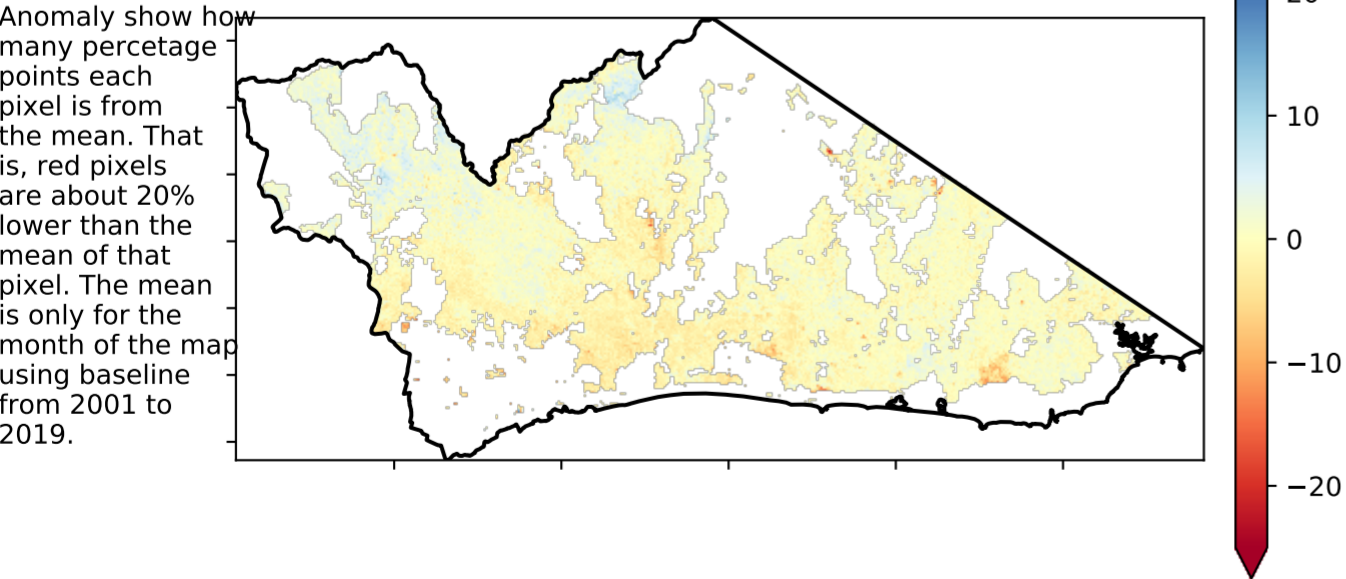 Anomaly show how
many percetage
points each
pixel is from
the mean. That
is, red pixels
are about 20%
lower than the
mean of that
pixel. The mean
is only for the
month of the map
using baseline
from 2001 to
2019.
10
0
−10
−20